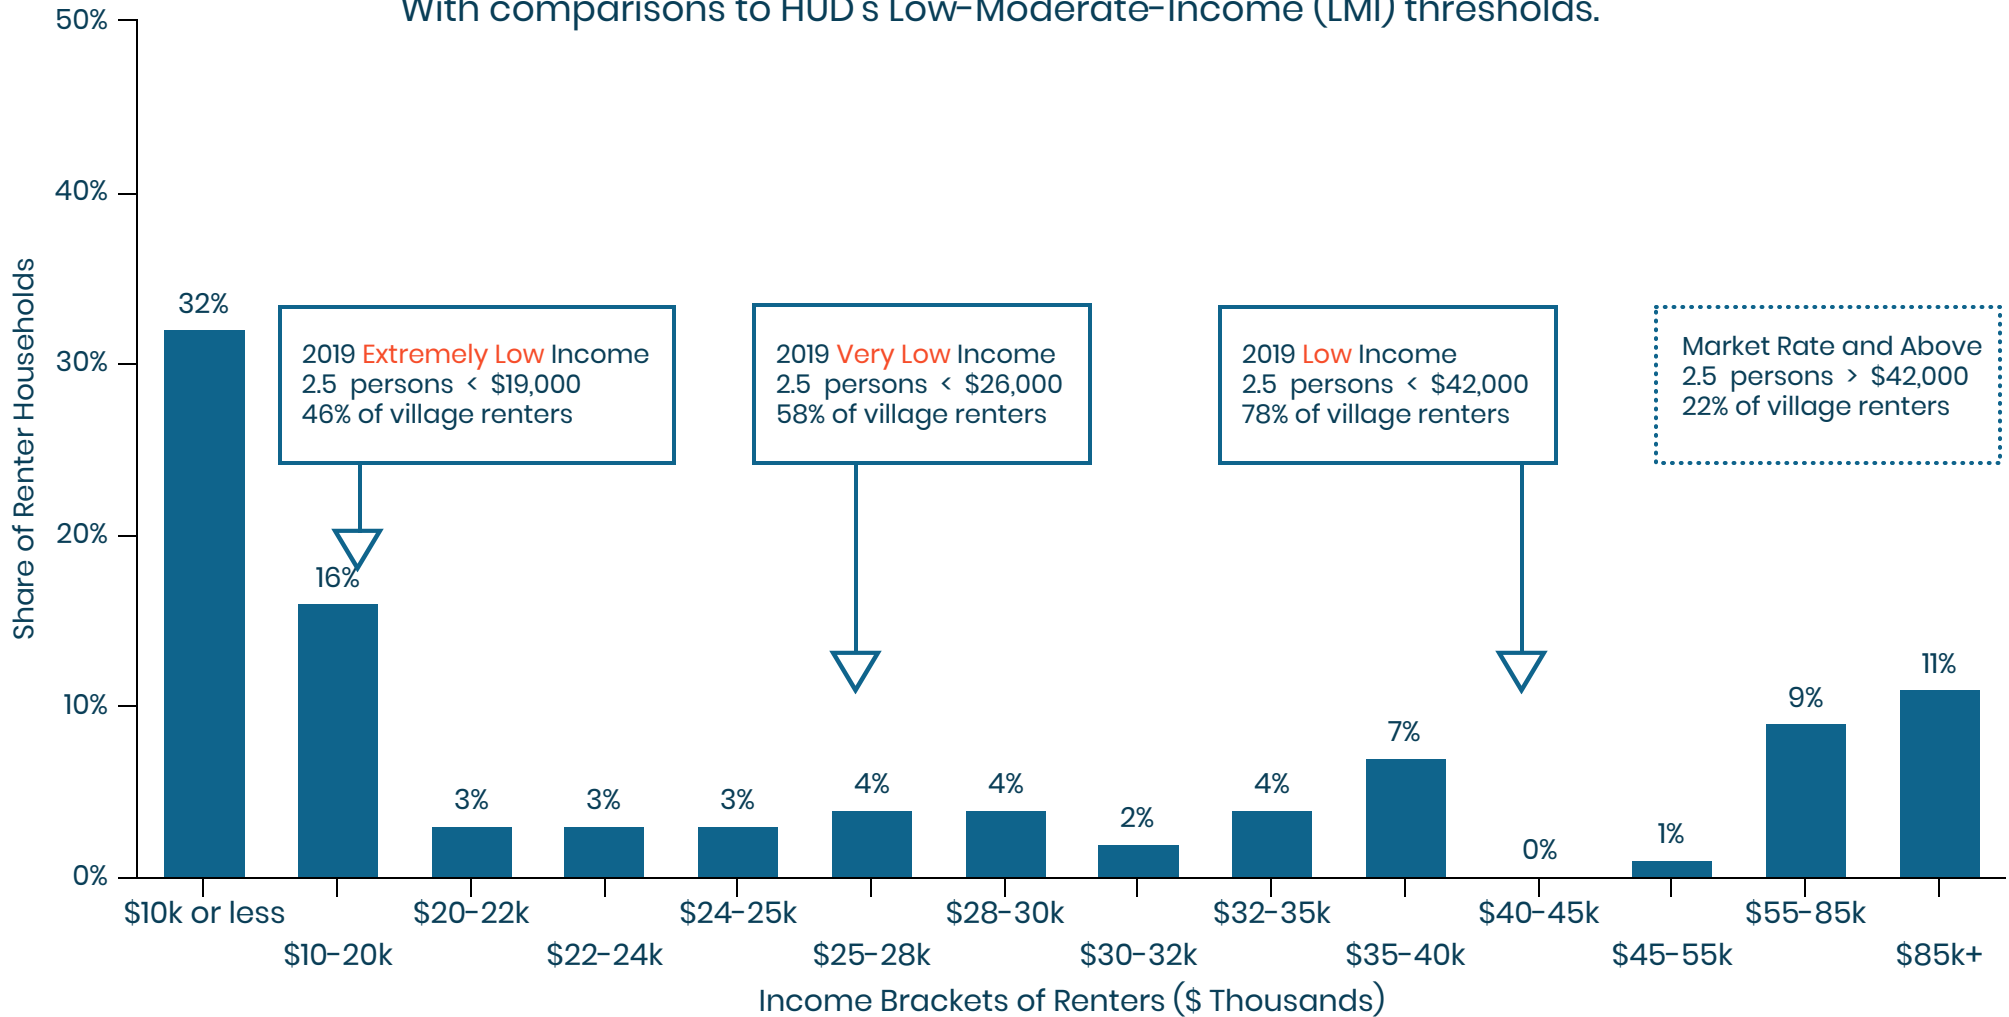 With comparisons to HUD's Low-Moderate-Income (LMI) thresholds.
50%
40%
30%
20%
10%
0%
Share of Renter Households
32%
16%
3%
3%
3%
4%
4%
2%
4%
7%
0%
1%
9%
11%
2019 Extremely Low Income
2.5 persons < $19,000
46% of village renters
2019 Very Low Income
2.5 persons < $26,000
58% of village renters
2019 Low Income
2.5 persons < $42,000
78% of village renters
Market Rate and Above
2.5 persons > $42,000
22% of village renters
$10k or less
$10-20k
$20-22k
$22-24k
$24-25k
$25-28k
$28-30k
$30-32k
$32-35k
$35-40k
$40-45k
$45-55k
$55-85k
$85k+
Income Brackets of Renters ($ Thousands)